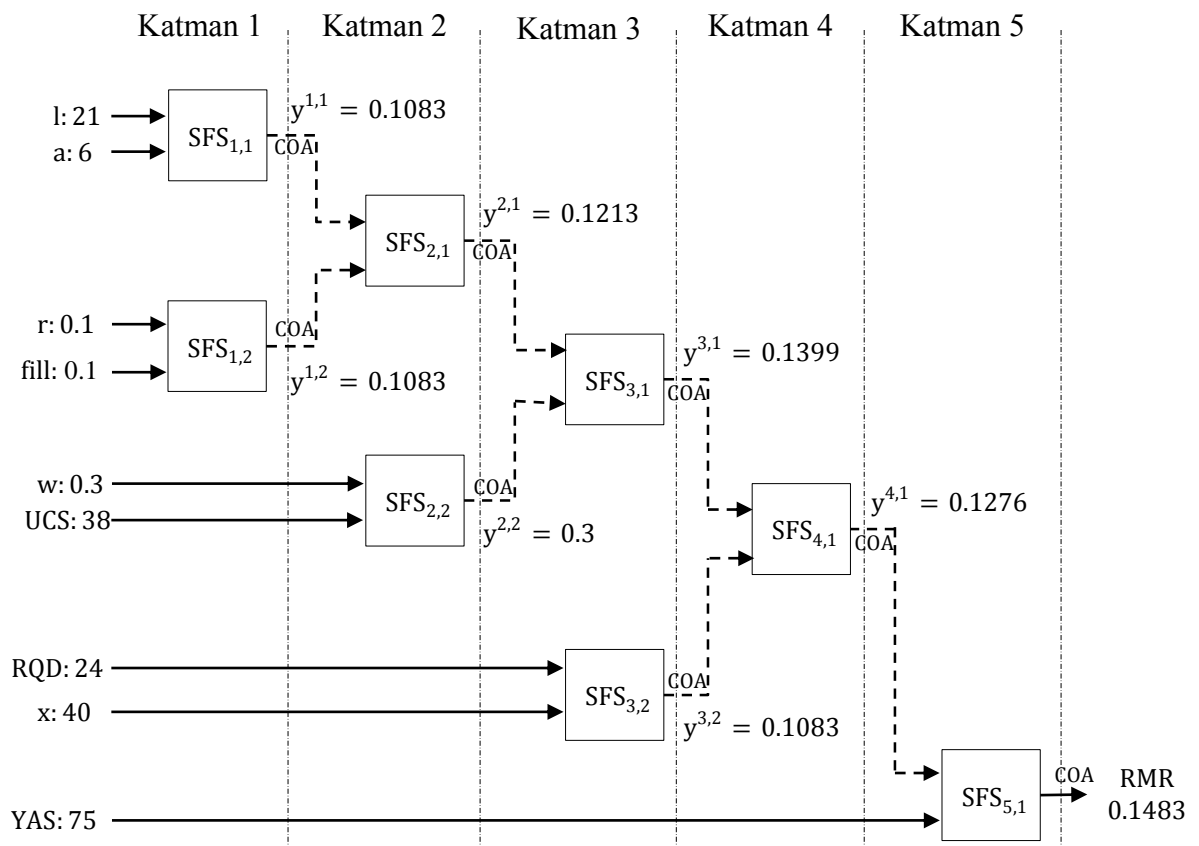 Katman 1
Katman 2
Katman 3
Katman 4
Katman 5
l: 21
a: 6
SFS1,1
y1,1 = 0.1083
COA
r: 0.1
fill: 0.1
SFS1,2
COA
y1,2 = 0.1083
SFS2,1
y2,1 = 0.1213
COA
w: 0.3
UCS: 38
SFS2,2
COA
y2,2 = 0.3
SFS3,1
y3,1 = 0.1399
COA
RQD: 24
x: 40
SFS3,2
COA
y3,2 = 0.1083
SFS4,1
y4,1 = 0.1276
COA
YAS: 75
SFS5,1
COA
RMR
0.1483